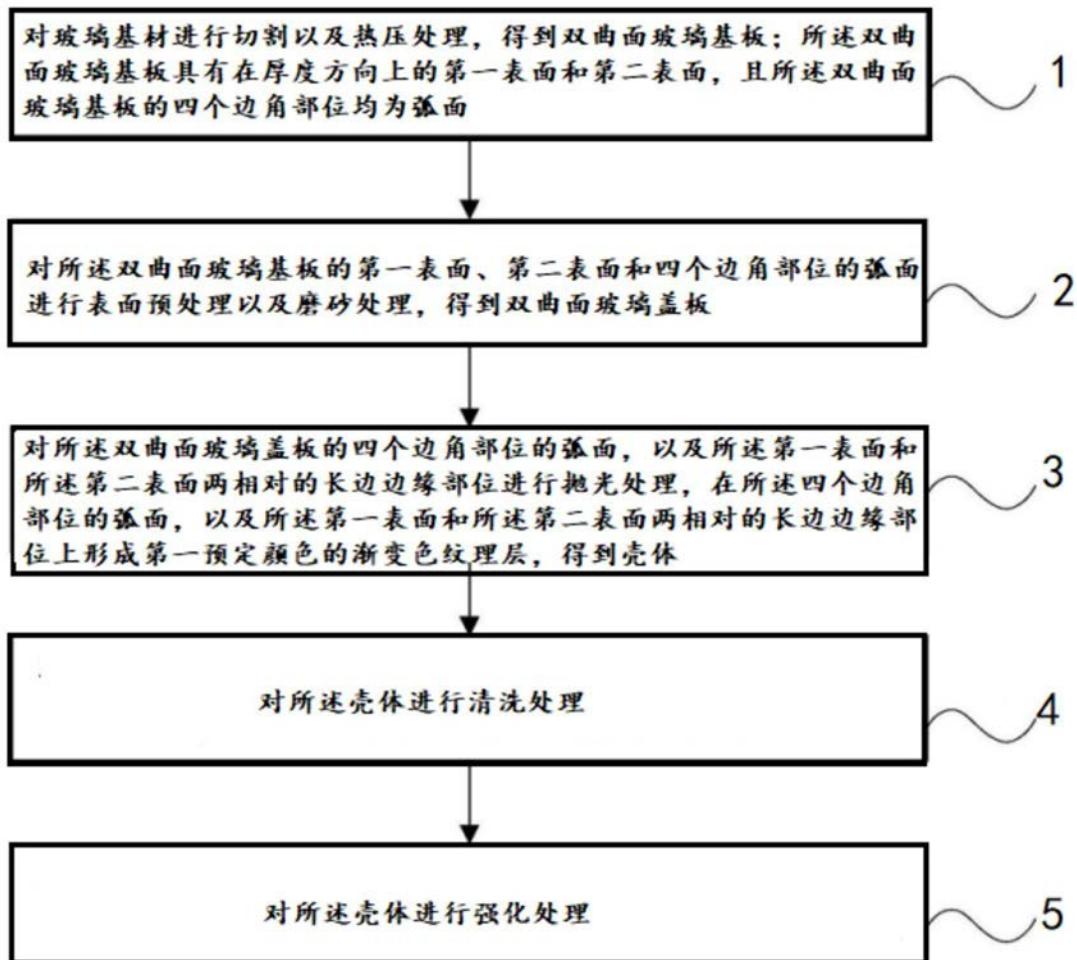 对玻璃基材进行切割以及热压处理，得到双曲面玻璃基板；所述双曲
面玻璃基板具有在厚度方向上的第一表面和第二表面，且所述双曲面
玻璃基板的四个边角部位均为弧面
1
对所述双曲面玻璃基板的第一表面、第二表面和四个边角部位的弧面
进行表面预处理以及磨砂处理，得到双曲面玻璃盖板
2
对所述双曲面玻璃盖板的四个边角部位的弧面，以及所述第一表面和
所述第二表面两相对的长边边缘部位进行抛光处理，在所述四个边角
部位的弧面，以及所述第一表面和所述第二表面两相对的长边边缘部
位上形成第一预定颜色的渐变色纹理层，得到壳体
3
对所述壳体进行清洗处理
4
对所述壳体进行强化处理
5